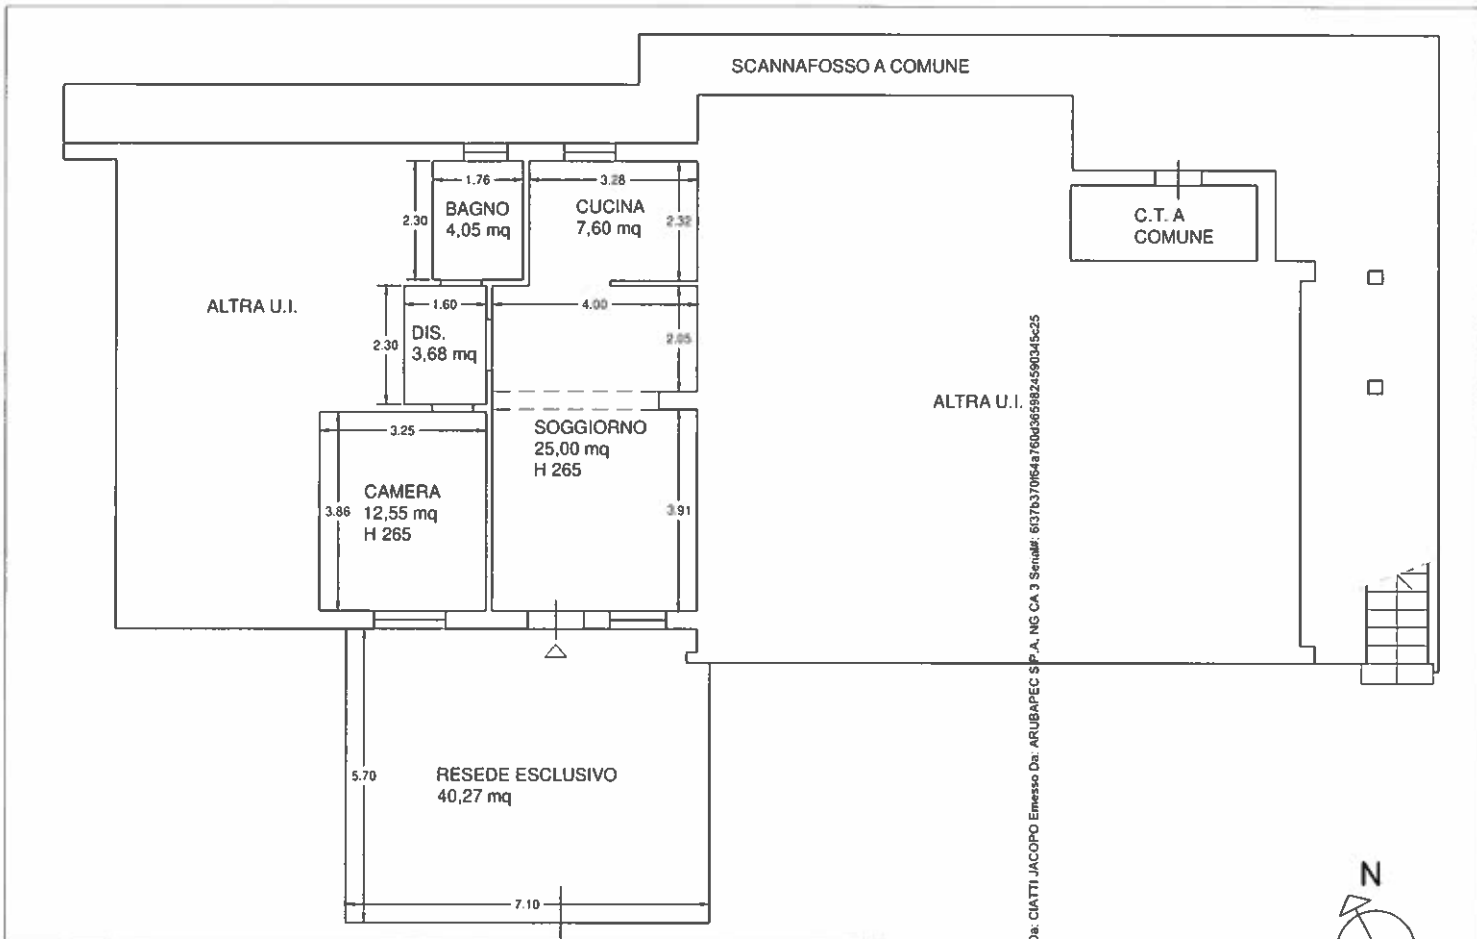 SCANNAFOSSO A COMUNE
1.76
3.28
BAGNO
4,05 mq
CUCINA
7,60 mq
2.30
2.32
C.T. A
COMUNE
ALTRA U.I.
1.60
4.00
DIS.
3,68 mq
2.30
2.05
ALTRA U.I.
3.25
SOGGIORNO
25,00 mq
H 265
CAMERA
12,55 mq
H 265
3.86
3.91
5.70
RESEDE ESCLUSIVO
40,27 mq
7.10
Da: CIATTI JACOPO Emesso Da: ARUBAPEC S.P.A. NG CA 3 Serial#:
N